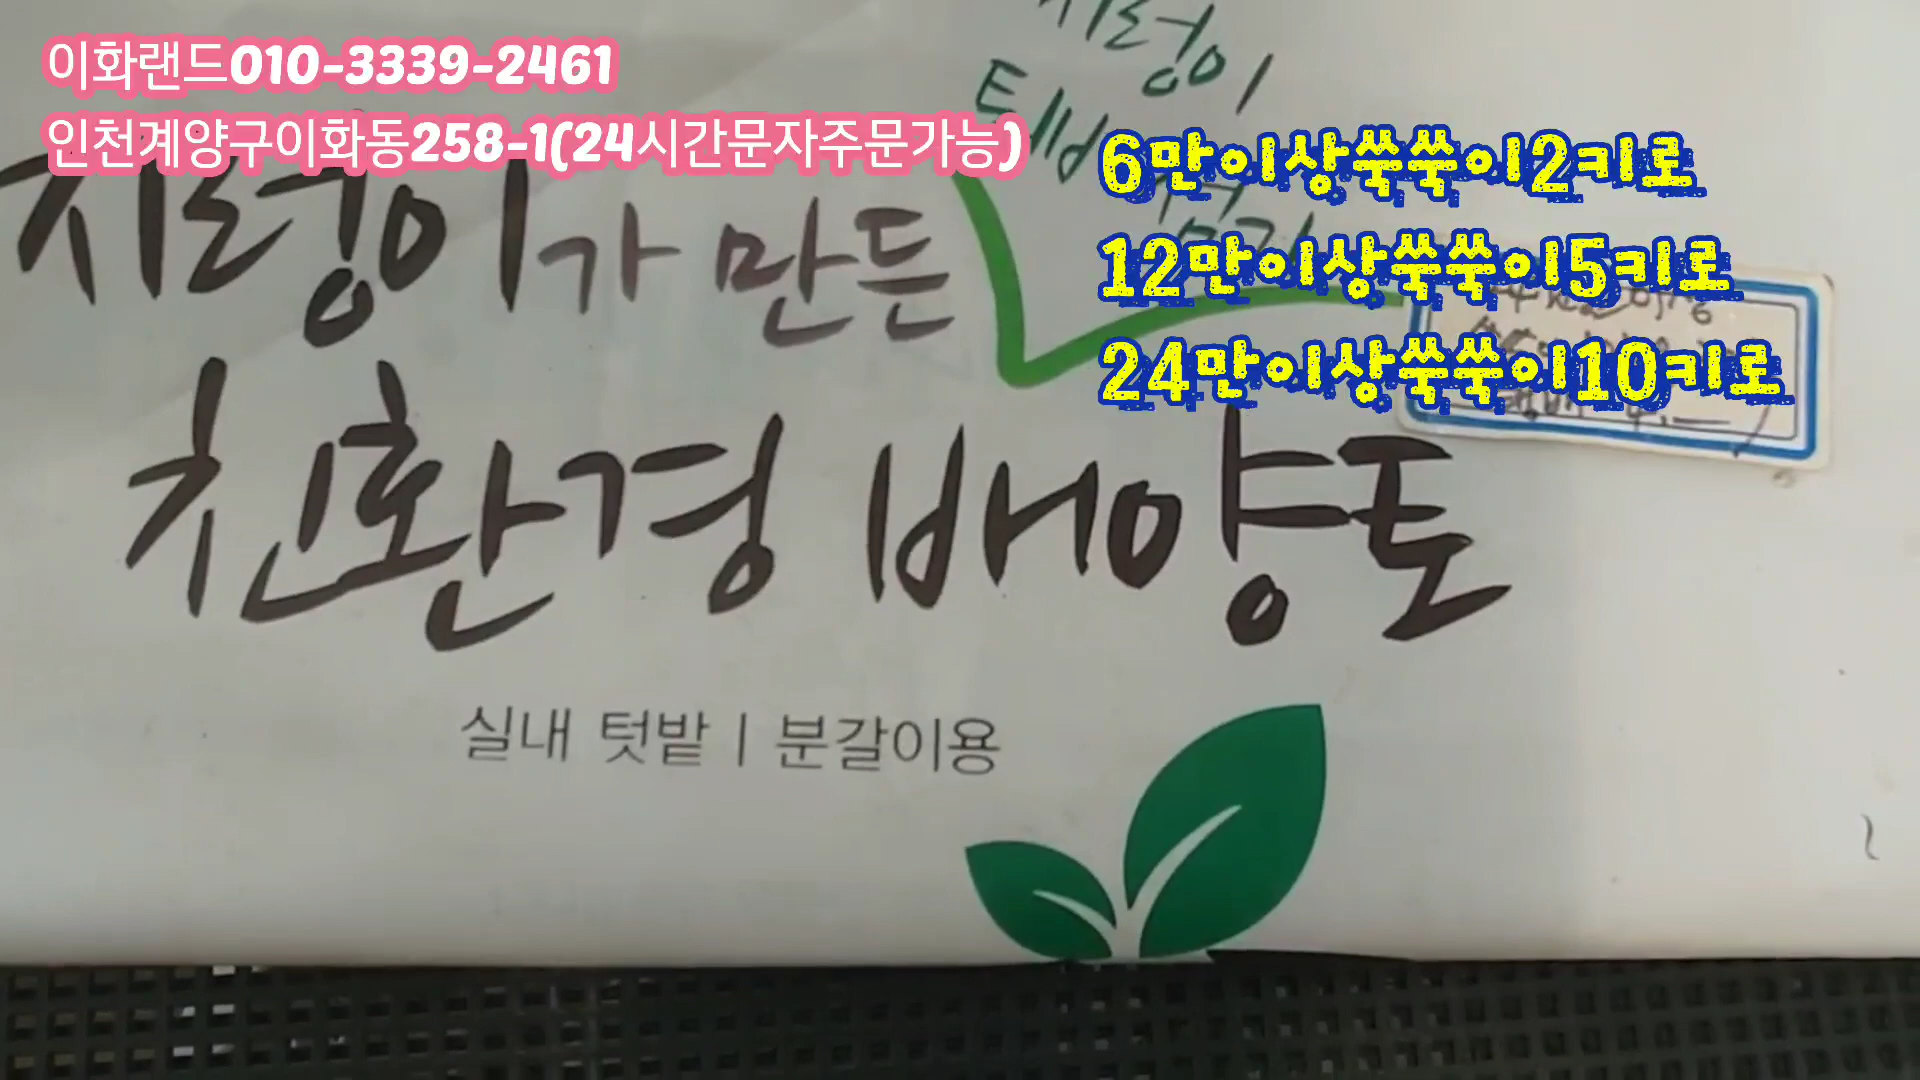 이화랜드010-3339-2461
인천계양구이화동258-1(24시간문자주문가능)
6만이상쑥쑥이2키로
12만이상쑥쑥이5키로
24만이상쑥쑥이10키로
지렁이
지렁이가 만든
친환경 배양토
실내 텃밭 | 분갈이용